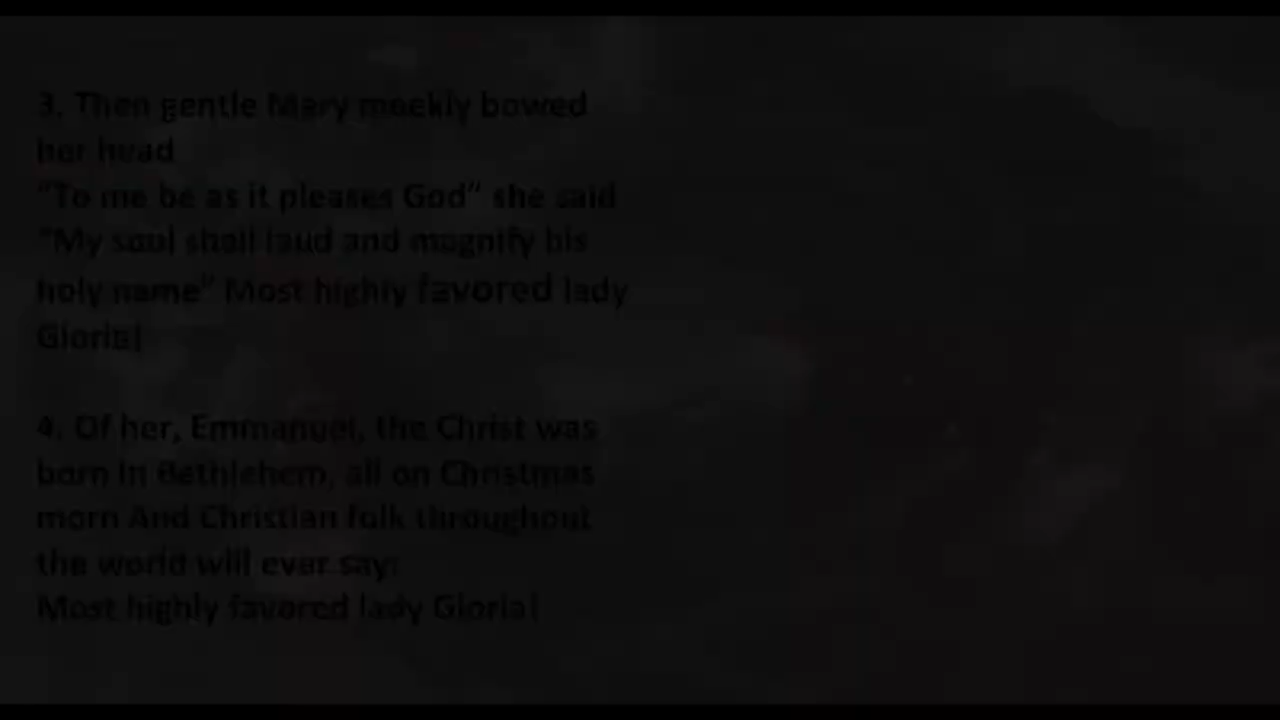 3. Then gentle Mary meekly bowed
her head
"To me be as it pleases God" she said
"My soul shall laud and magnify his
holy name" Most highly favored lady
Gloria!
4. Of her, Emmanuel, the Christ was
born in Bethlehem, all on Christmas
morn And Christian folk throughout
the world will ever say:
Most highly favored lady Gloria!